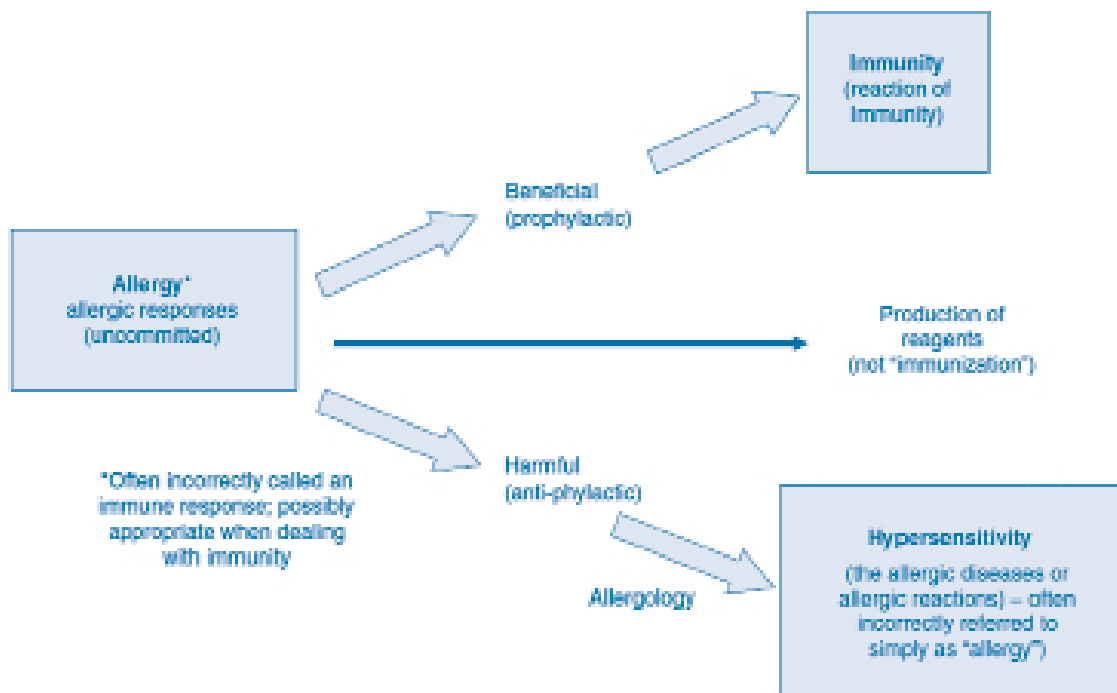 Immunity
(reaction of
Immunity)
Beneficial
(prophylactic)
Allergy*
allergic responses
(uncommitted)
Production of
reagents
(not "immunization")
Harmful
(anti-phylactic)
*Often incorrectly called an
immune response; possibly
appropriate when dealing
with immunity
Allergology
Hypersensitivity
(the allergic diseases or
allergic reactions) – often
incorrectly referred to
simply as "allergy")